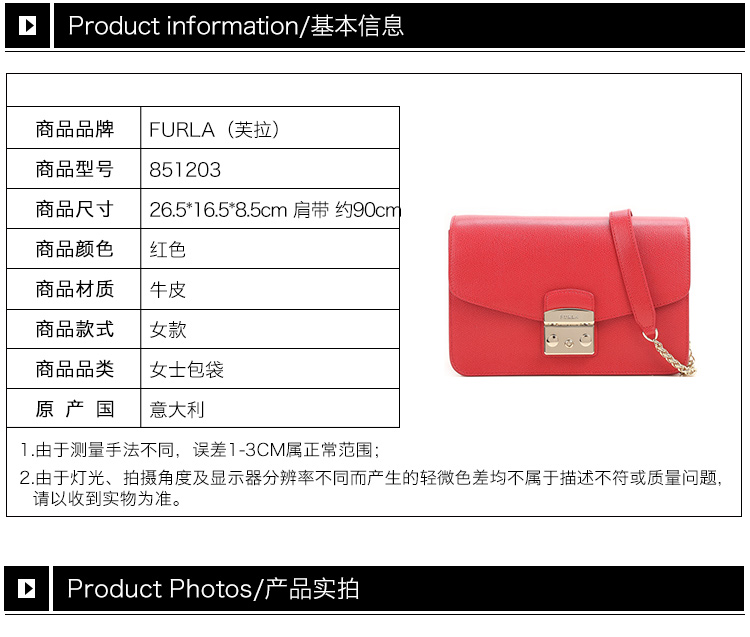 Product information/基本信息
商品品牌 FURLA（芙拉）
商品型号 851203
商品尺寸 26.5*16.5*8.5cm 肩带 约90cm
商品颜色 红色
商品材质 牛皮
商品款式 女款
商品品类 女士包袋
原 产 国 意大利
FURLA
1.由于测量手法不同，误差1-3CM属正常范围；
2.由于灯光、拍摄角度及显示器分辨率不同而产生的轻微色差均不属于描述不符或质量问题，
请以收到实物为准。
Product Photos/产品实拍